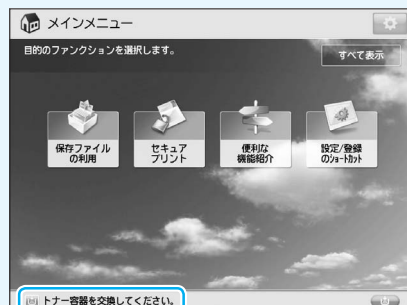 メインメニュー
目的のファンクションを選択します。
すべて表示
保存ファイル
の利用
セキュア
プリント
便利な
機能紹介
設定/登録
のショートカット
トナー容器を交換してください。